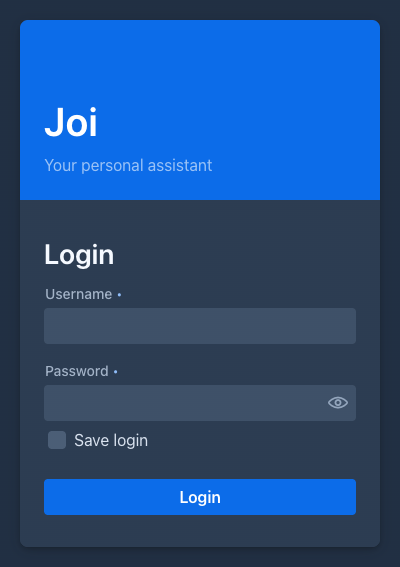 Joi
Your personal assistant
Login
Username •
Password •
Save login
Login